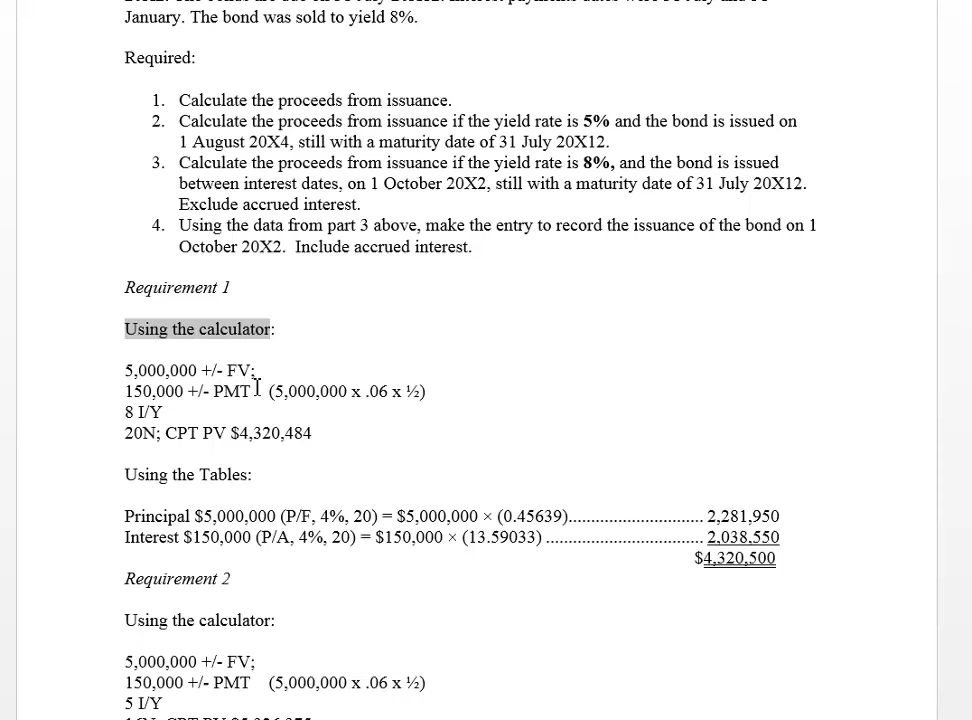 January. The bond was sold to yield 8%.
Required:
1. Calculate the proceeds from issuance.
2. Calculate the proceeds from issuance if the yield rate is 5% and the bond is issued on
1 August 20X4, still with a maturity date of 31 July 20X12.
3. Calculate the proceeds from issuance if the yield rate is 8%, and the bond is issued
between interest dates, on 1 October 20X2, still with a maturity date of 31 July 20X12.
Exclude accrued interest.
4. Using the data from part 3 above, make the entry to record the issuance of the bond on 1
October 20X2. Include accrued interest.
Requirement 1
Using the calculator:
5,000,000 +/- FV;
150,000 +/- PMT (5,000,000 x .06 x ½)
8 I/Y
20N; CPT PV $4,320,484
Using the Tables:
Principal $5,000,000 (P/F, 4%, 20) = $5,000,000 × (0.45639)............................. 2,281,950
Interest $150,000 (P/A, 4%, 20) = $150,000 × (13.59033) .................................. 2,038,550
$4,320,500
Requirement 2
Using the calculator:
5,000,000 +/- FV;
150,000 +/- PMT (5,000,000 x .06 x ½)
5 I/Y